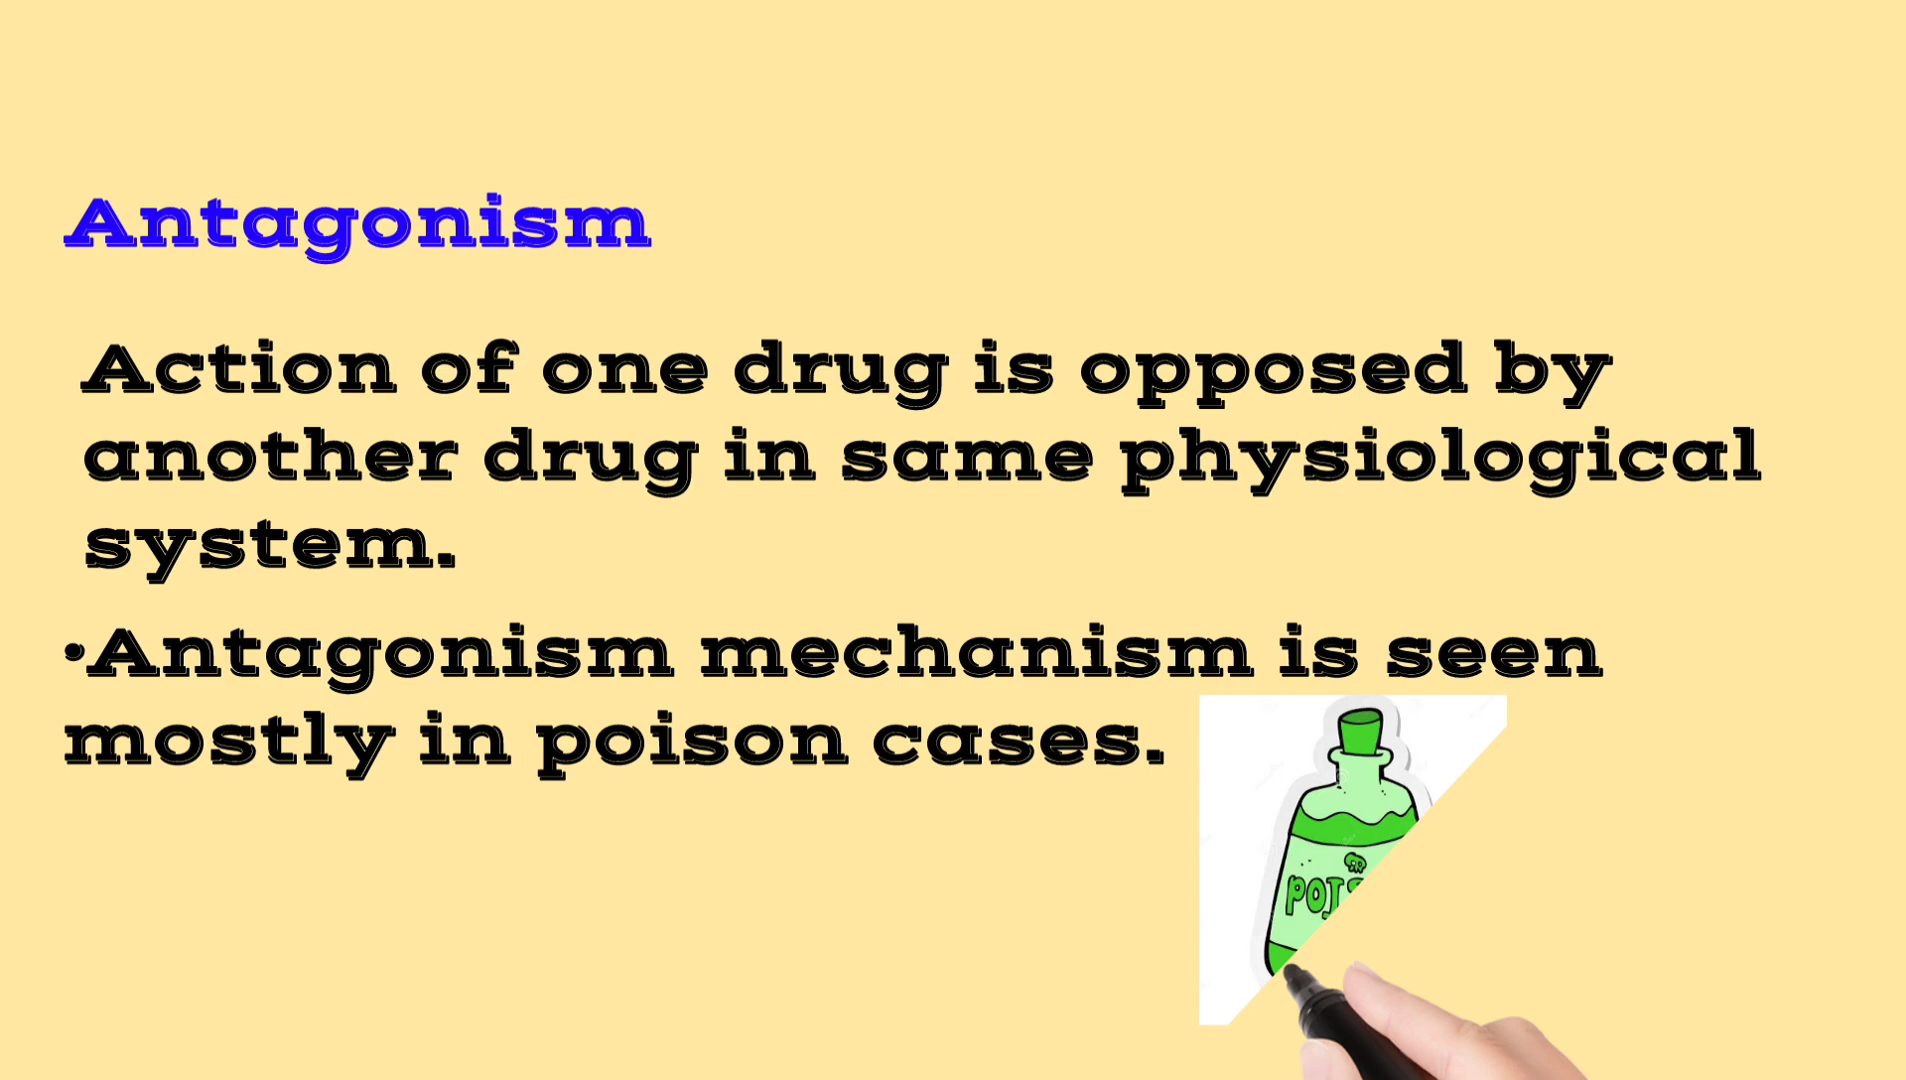 Antagonism
Action of one drug is opposed by
another drug in same physiological
system.
•Antagonism mechanism is seen
mostly in poison cases.